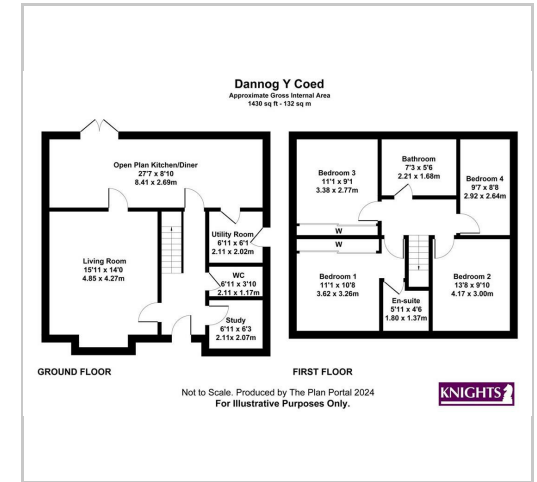 Dannog Y Coed
Approximate Gross Internal Area
1430 sq ft - 132 sq m
Open Plan Kitchen/Diner
27'7 x 8'10
8.41 x 2.69m
Utility Room
6'11 x 6'1
2.11 x 2.02m
Living Room
15'11 x 14'0
4.85 x 4.27m
WC
6'11 x 3'10
2.11 x 1.17m
Study
6'11 x 6'3
2.11x 2.07m
GROUND FLOOR
Bedroom 3
11'1 x 9'1
3.38 x 2.77m
Bathroom
7'3 x 5'6
2.21 x 1.68m
Bedroom 4
9'7 x 8'8
2.92 x 2.64m
W
W
Bedroom 1
11'1 x 10'8
3.62 x 3.26m
En-suite
5'11 x 4'6
1.80 x 1.37m
Bedroom 2
13'8 x 9'10
4.17 x 3.00m
FIRST FLOOR
Not to Scale. Produced by The Plan Portal 2024
For Illustrative Purposes Only.
KNIGHTS